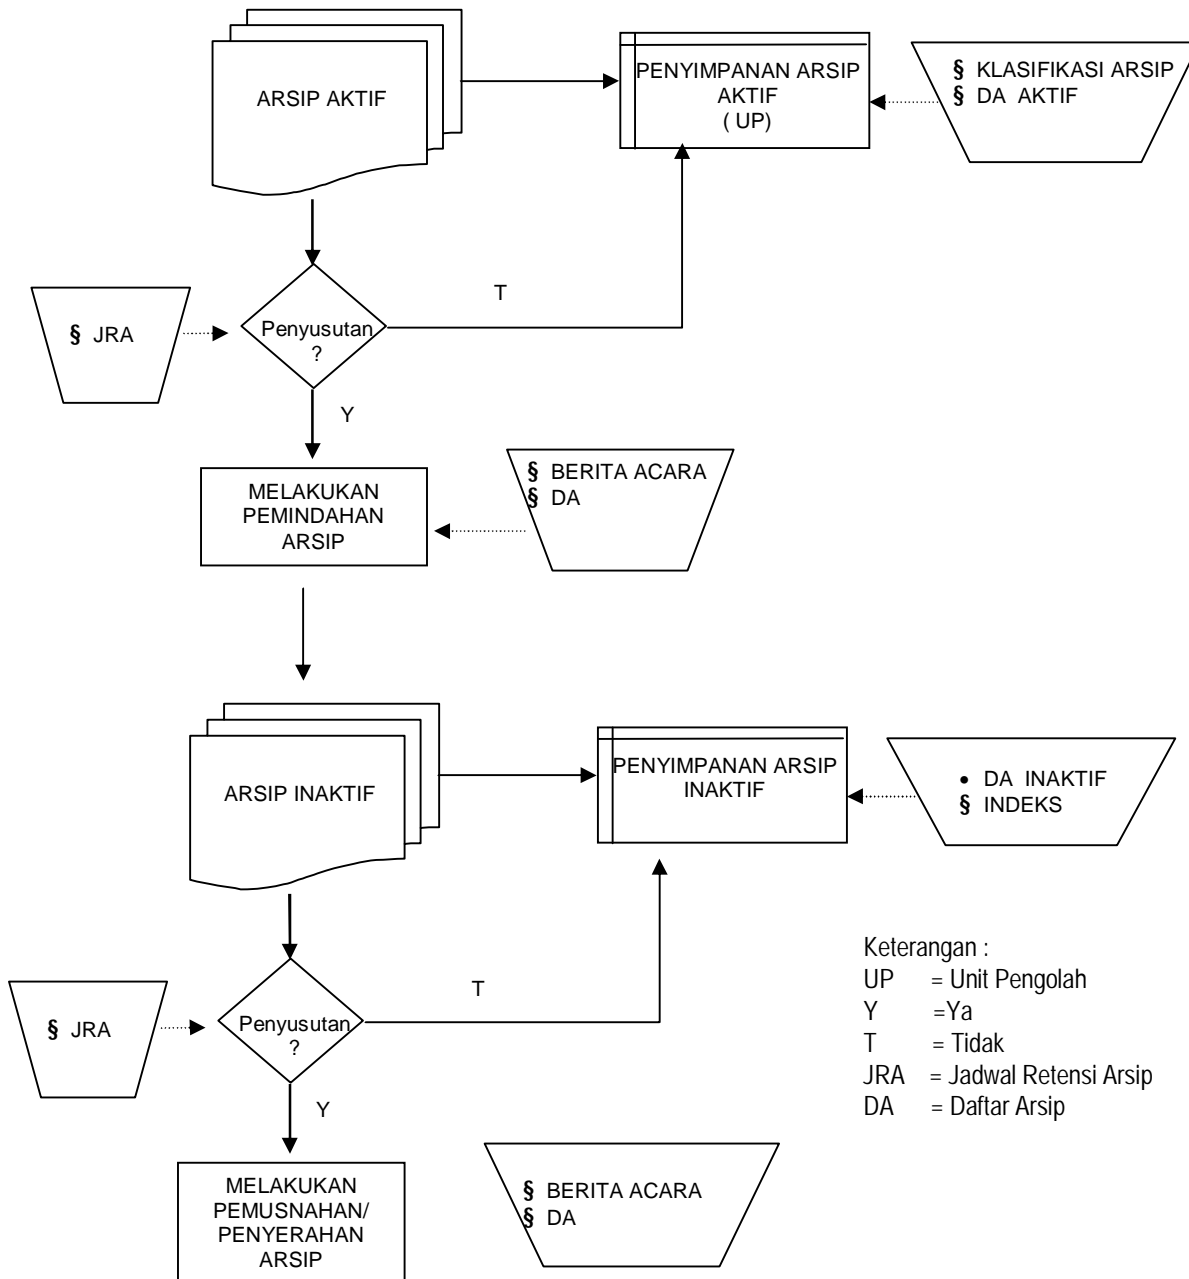 ARSIP AKTIF
PENYIMPANAN ARSIP
AKTIF
( UP)
§ KLASIFIKASI ARSIP
§ DA AKTIF
§ JRA
Penyusutan
?
T
Y
MELAKUKAN
PEMINDAHAN
ARSIP
§ BERITA ACARA
§ DA
ARSIP INAKTIF
PENYIMPANAN ARSIP
INAKTIF
• DA INAKTIF
§ INDEKS
§ JRA
Penyusutan
?
T
Y
Keterangan :
UP = Unit Pengolah
Y =Ya
T = Tidak
JRA = Jadwal Retensi Arsip
DA = Daftar Arsip
MELAKUKAN
PEMUSNAHAN/
PENYERAHAN
ARSIP
§ BERITA ACARA
§ DA